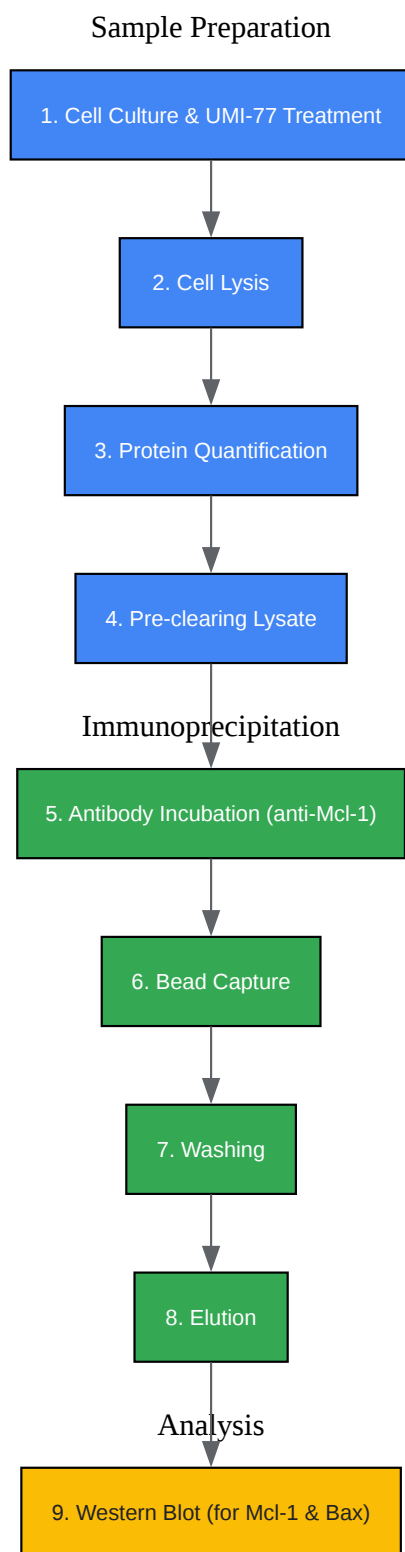 Sample Preparation
1. Cell Culture & UMI-77 Treatment
2. Cell Lysis
3. Protein Quantification
4. Pre-clearing Lysate
Immunoprecipitation
5. Antibody Incubation (anti-Mcl-1)
6. Bead Capture
7. Washing
8. Elution
Analysis
9. Western Blot (for Mcl-1 & Bax)